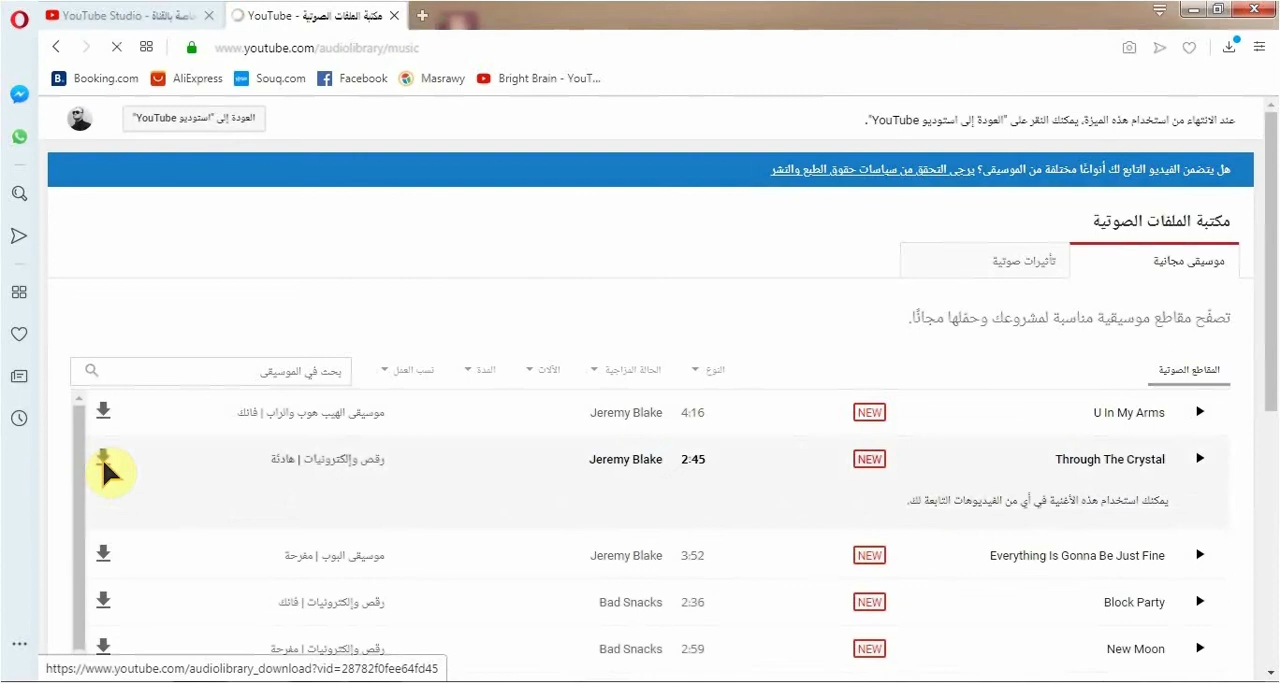 YouTube Studio - خاصة بالقناة
YouTube - مكتبة الملفات الصوتية
www.youtube.com/audiolibrary/music
Booking.com
AliExpress
Souq.com
Facebook
Masrawy
Bright Brain - YouT...
عند الانتهاء من استخدام هذه الميزة، يمكنك النقر على "العودة إلى استوديو YouTube".
العودة إلى "استوديو YouTube"
هل يتضمن الفيديو التابع لك أنواعًا مختلفة من الموسيقى؟ يرجى التحقق من سياسات حقوق الطبع والنشر
مكتبة الملفات الصوتية
موسيقى مجانية
تأثيرات صوتية
تصفّح مقاطع موسيقية مناسبة لمشروعك وحمّلها مجانًا.
المقاطع الصوتية النوع الحالة المزاجية الآلات المدة نسب العمل بحث في الموسيقى
U In My Arms NEW 4:16 Jeremy Blake موسيقى الهيب هوب والراب | فانك
Through The Crystal NEW 2:45 Jeremy Blake رقص وإلكترونيات | هادئة
يمكنك استخدام هذه الأغنية في أي من الفيديوهات التابعة لك.
Everything Is Gonna Be Just Fine NEW 3:52 Jeremy Blake موسيقى البوب | مفرحة
Block Party NEW 2:36 Bad Snacks رقص وإلكترونيات | فانك
New Moon NEW 2:59 Bad Snacks رقص وإلكترونيات | مفرحة
https://www.youtube.com/audiolibrary_download?vid=28782f0fee64fd45